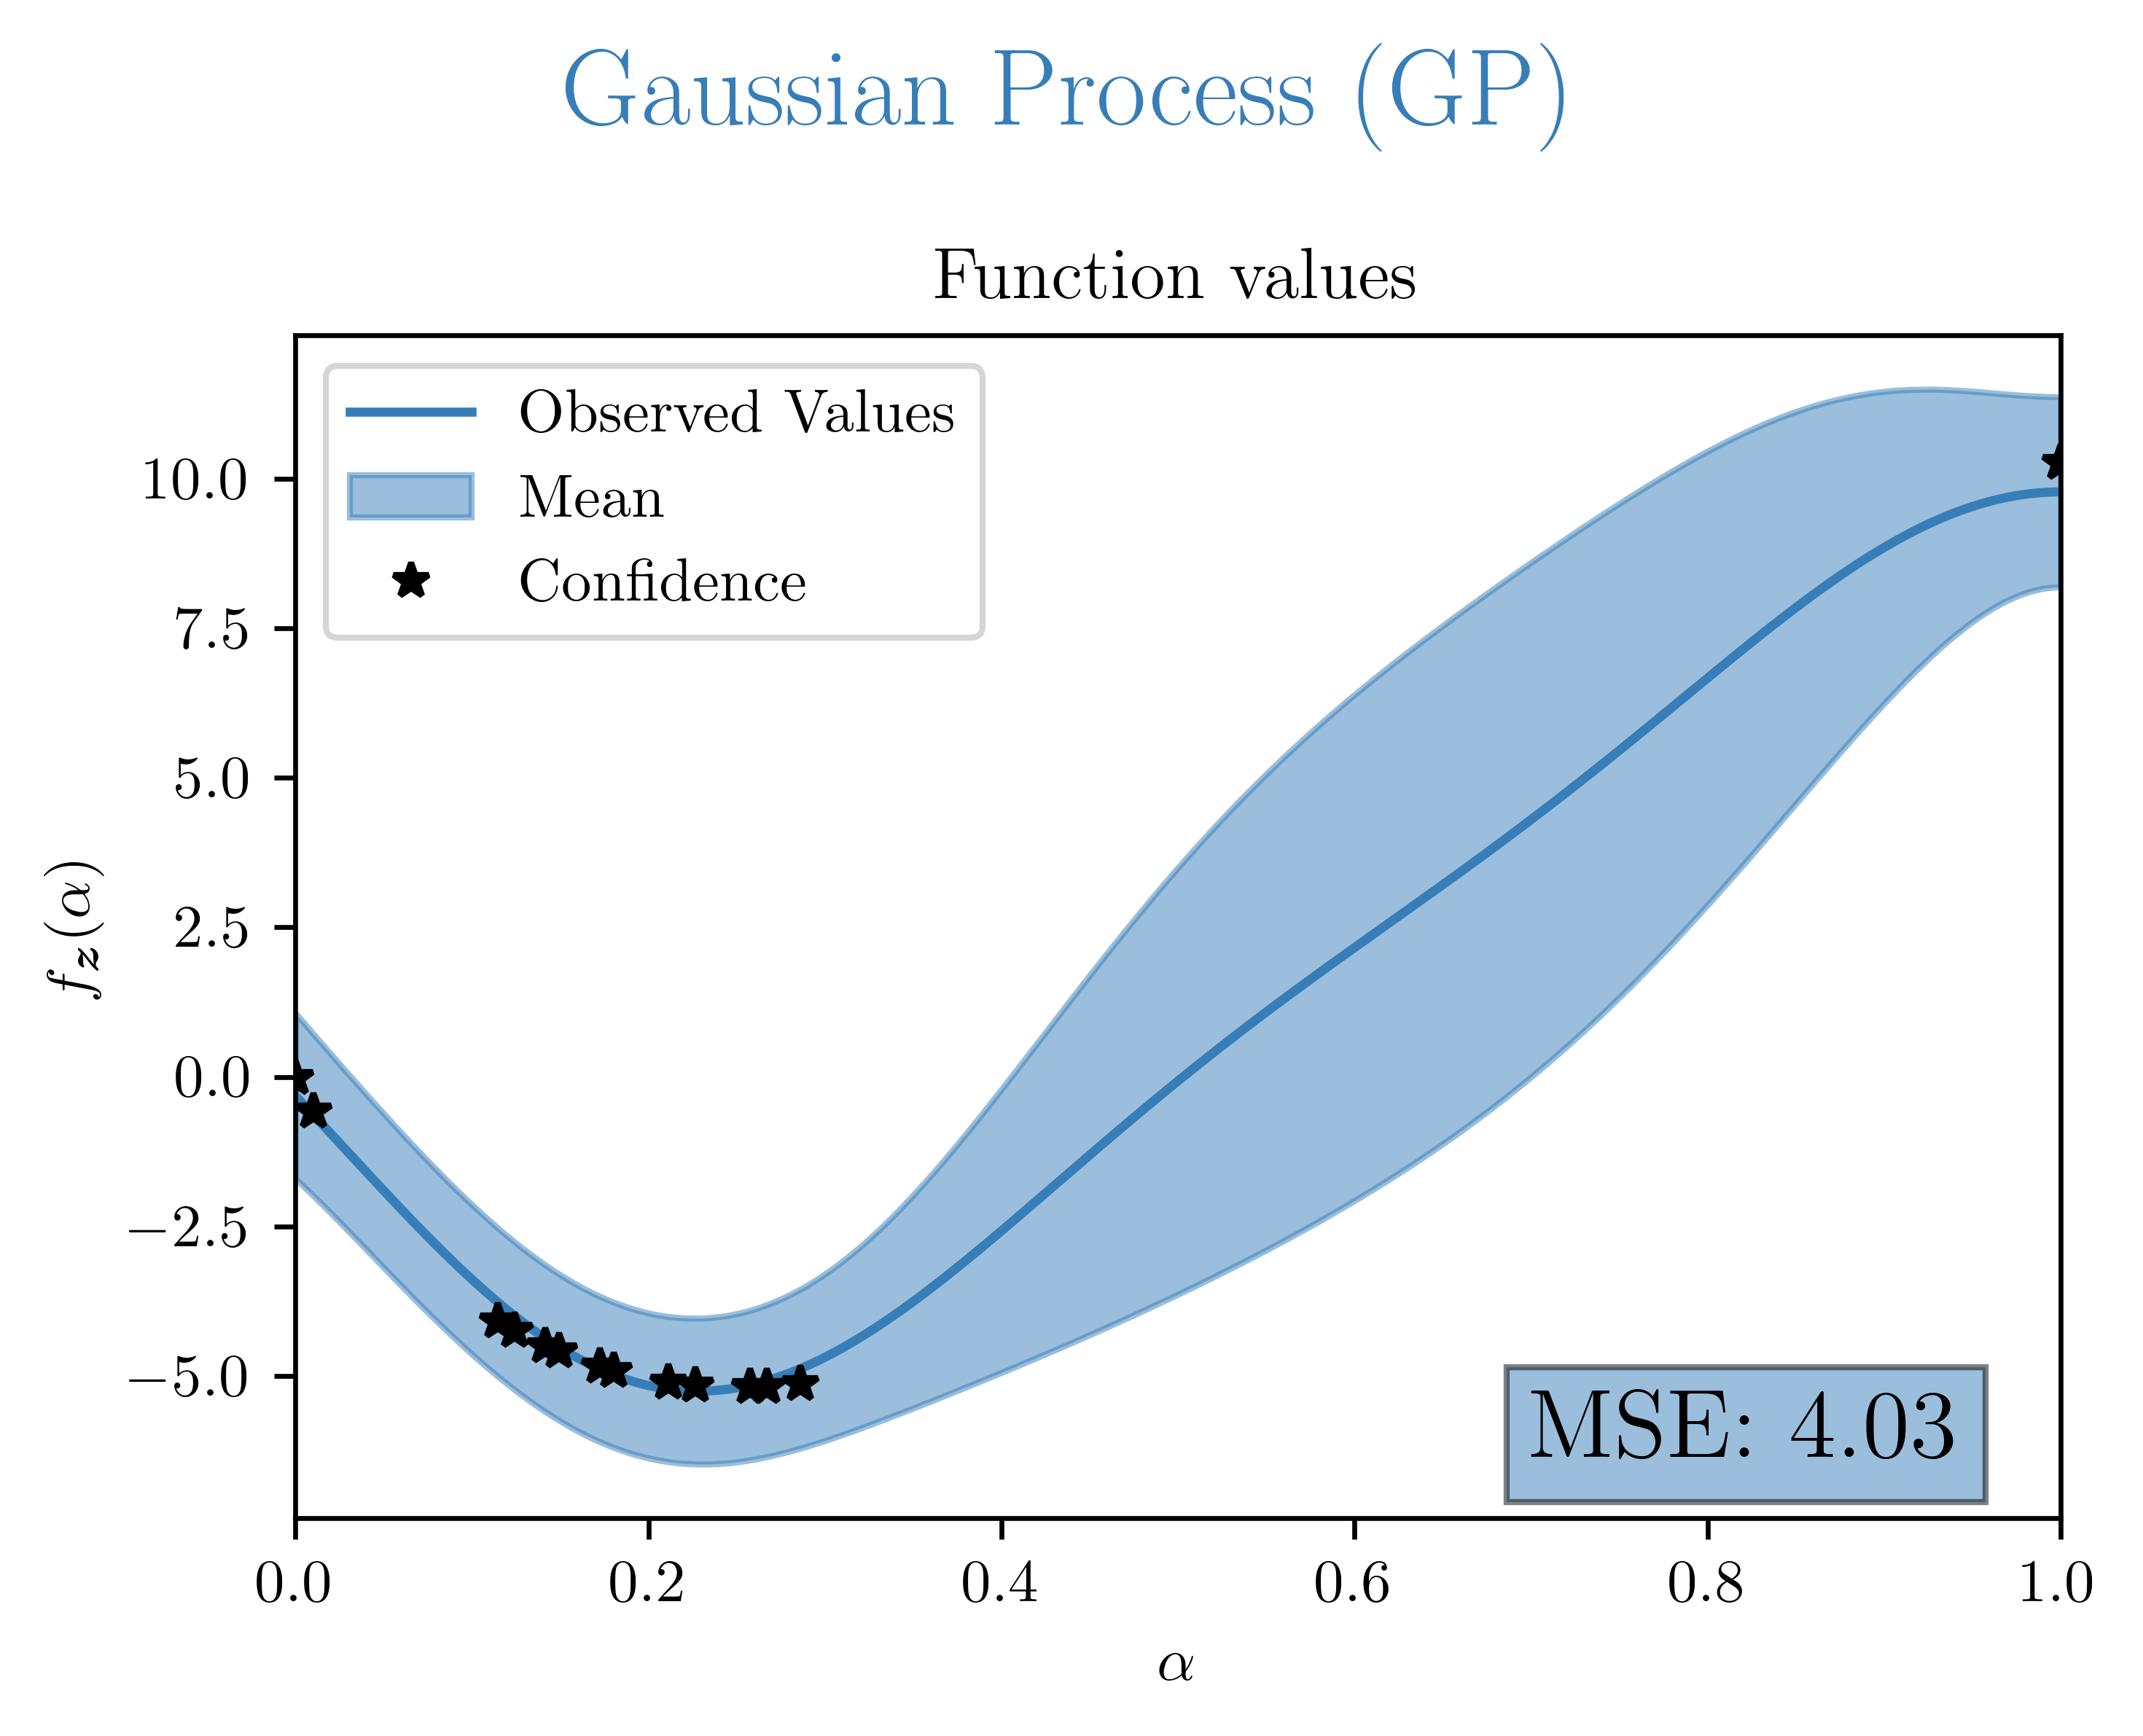 Gaussian Process (GP)
Function values
Observed Values
Mean
Confidence
10.0
7.5
5.0
2.5
0.0
−2.5
−5.0
f_z(α)
MSE: 4.03
0.0 0.2 0.4 0.6 0.8 1.0
α